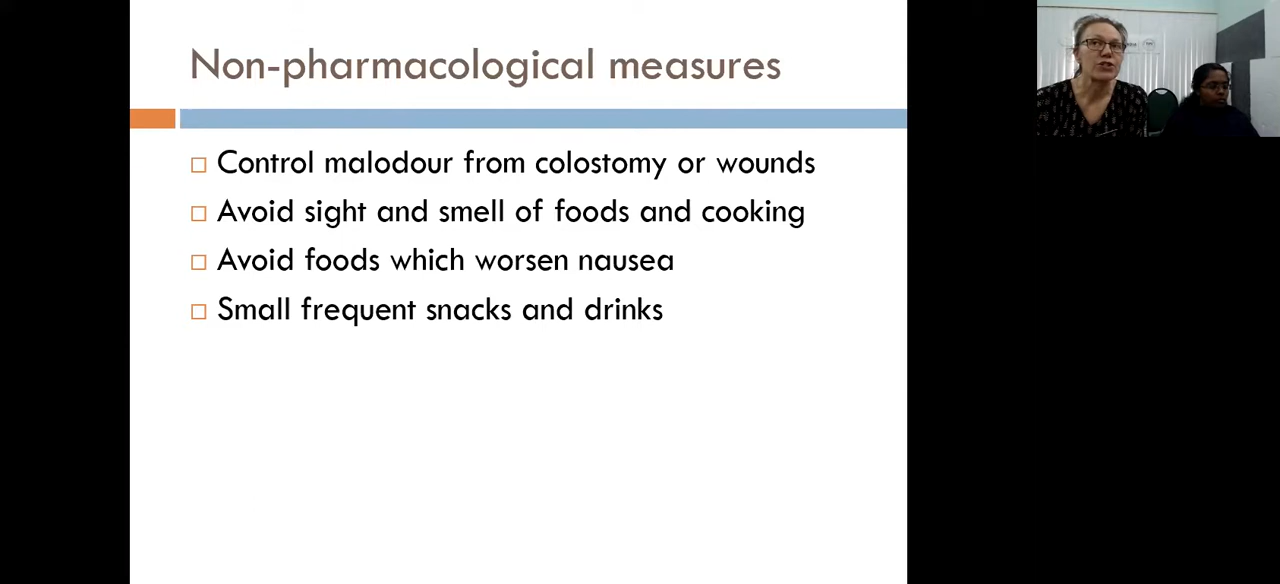 Non-pharmacological measures
Control malodour from colostomy or wounds
Avoid sight and smell of foods and cooking
Avoid foods which worsen nausea
Small frequent snacks and drinks